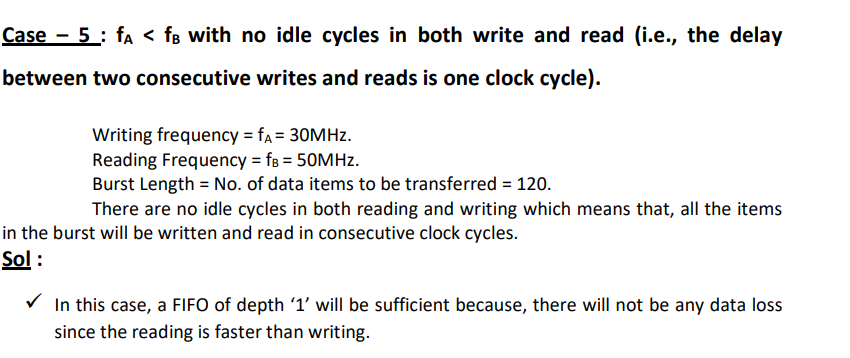 Case – 5 : fA < fB with no idle cycles in both write and read (i.e., the delay
between two consecutive writes and reads is one clock cycle).
Writing frequency = fA = 30MHz.
Reading Frequency = fB = 50MHz.
Burst Length = No. of data items to be transferred = 120.
There are no idle cycles in both reading and writing which means that, all the items
in the burst will be written and read in consecutive clock cycles.
Sol :
✓ In this case, a FIFO of depth ‘1’ will be sufficient because, there will not be any data loss
since the reading is faster than writing.